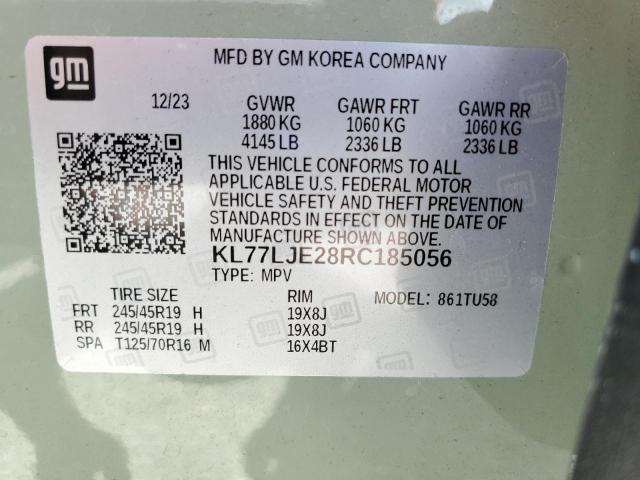 gm
MFD BY GM KOREA COMPANY
12/23 GVWR GAWR FRT GAWR RR
1880 KG 1060 KG 1060 KG
4145 LB 2336 LB 2336 LB
THIS VEHICLE CONFORMS TO ALL
APPLICABLE U.S. FEDERAL MOTOR
VEHICLE SAFETY AND THEFT PREVENTION
STANDARDS IN EFFECT ON THE DATE OF
MANUFACTURE SHOWN ABOVE.
KL77LJE28RC185056
TYPE: MPV
TIRE SIZE RIM MODEL: 861TU58
FRT 245/45R19 H 19X8J
RR 245/45R19 H 19X8J
SPA T125/70R16 M 16X4BT